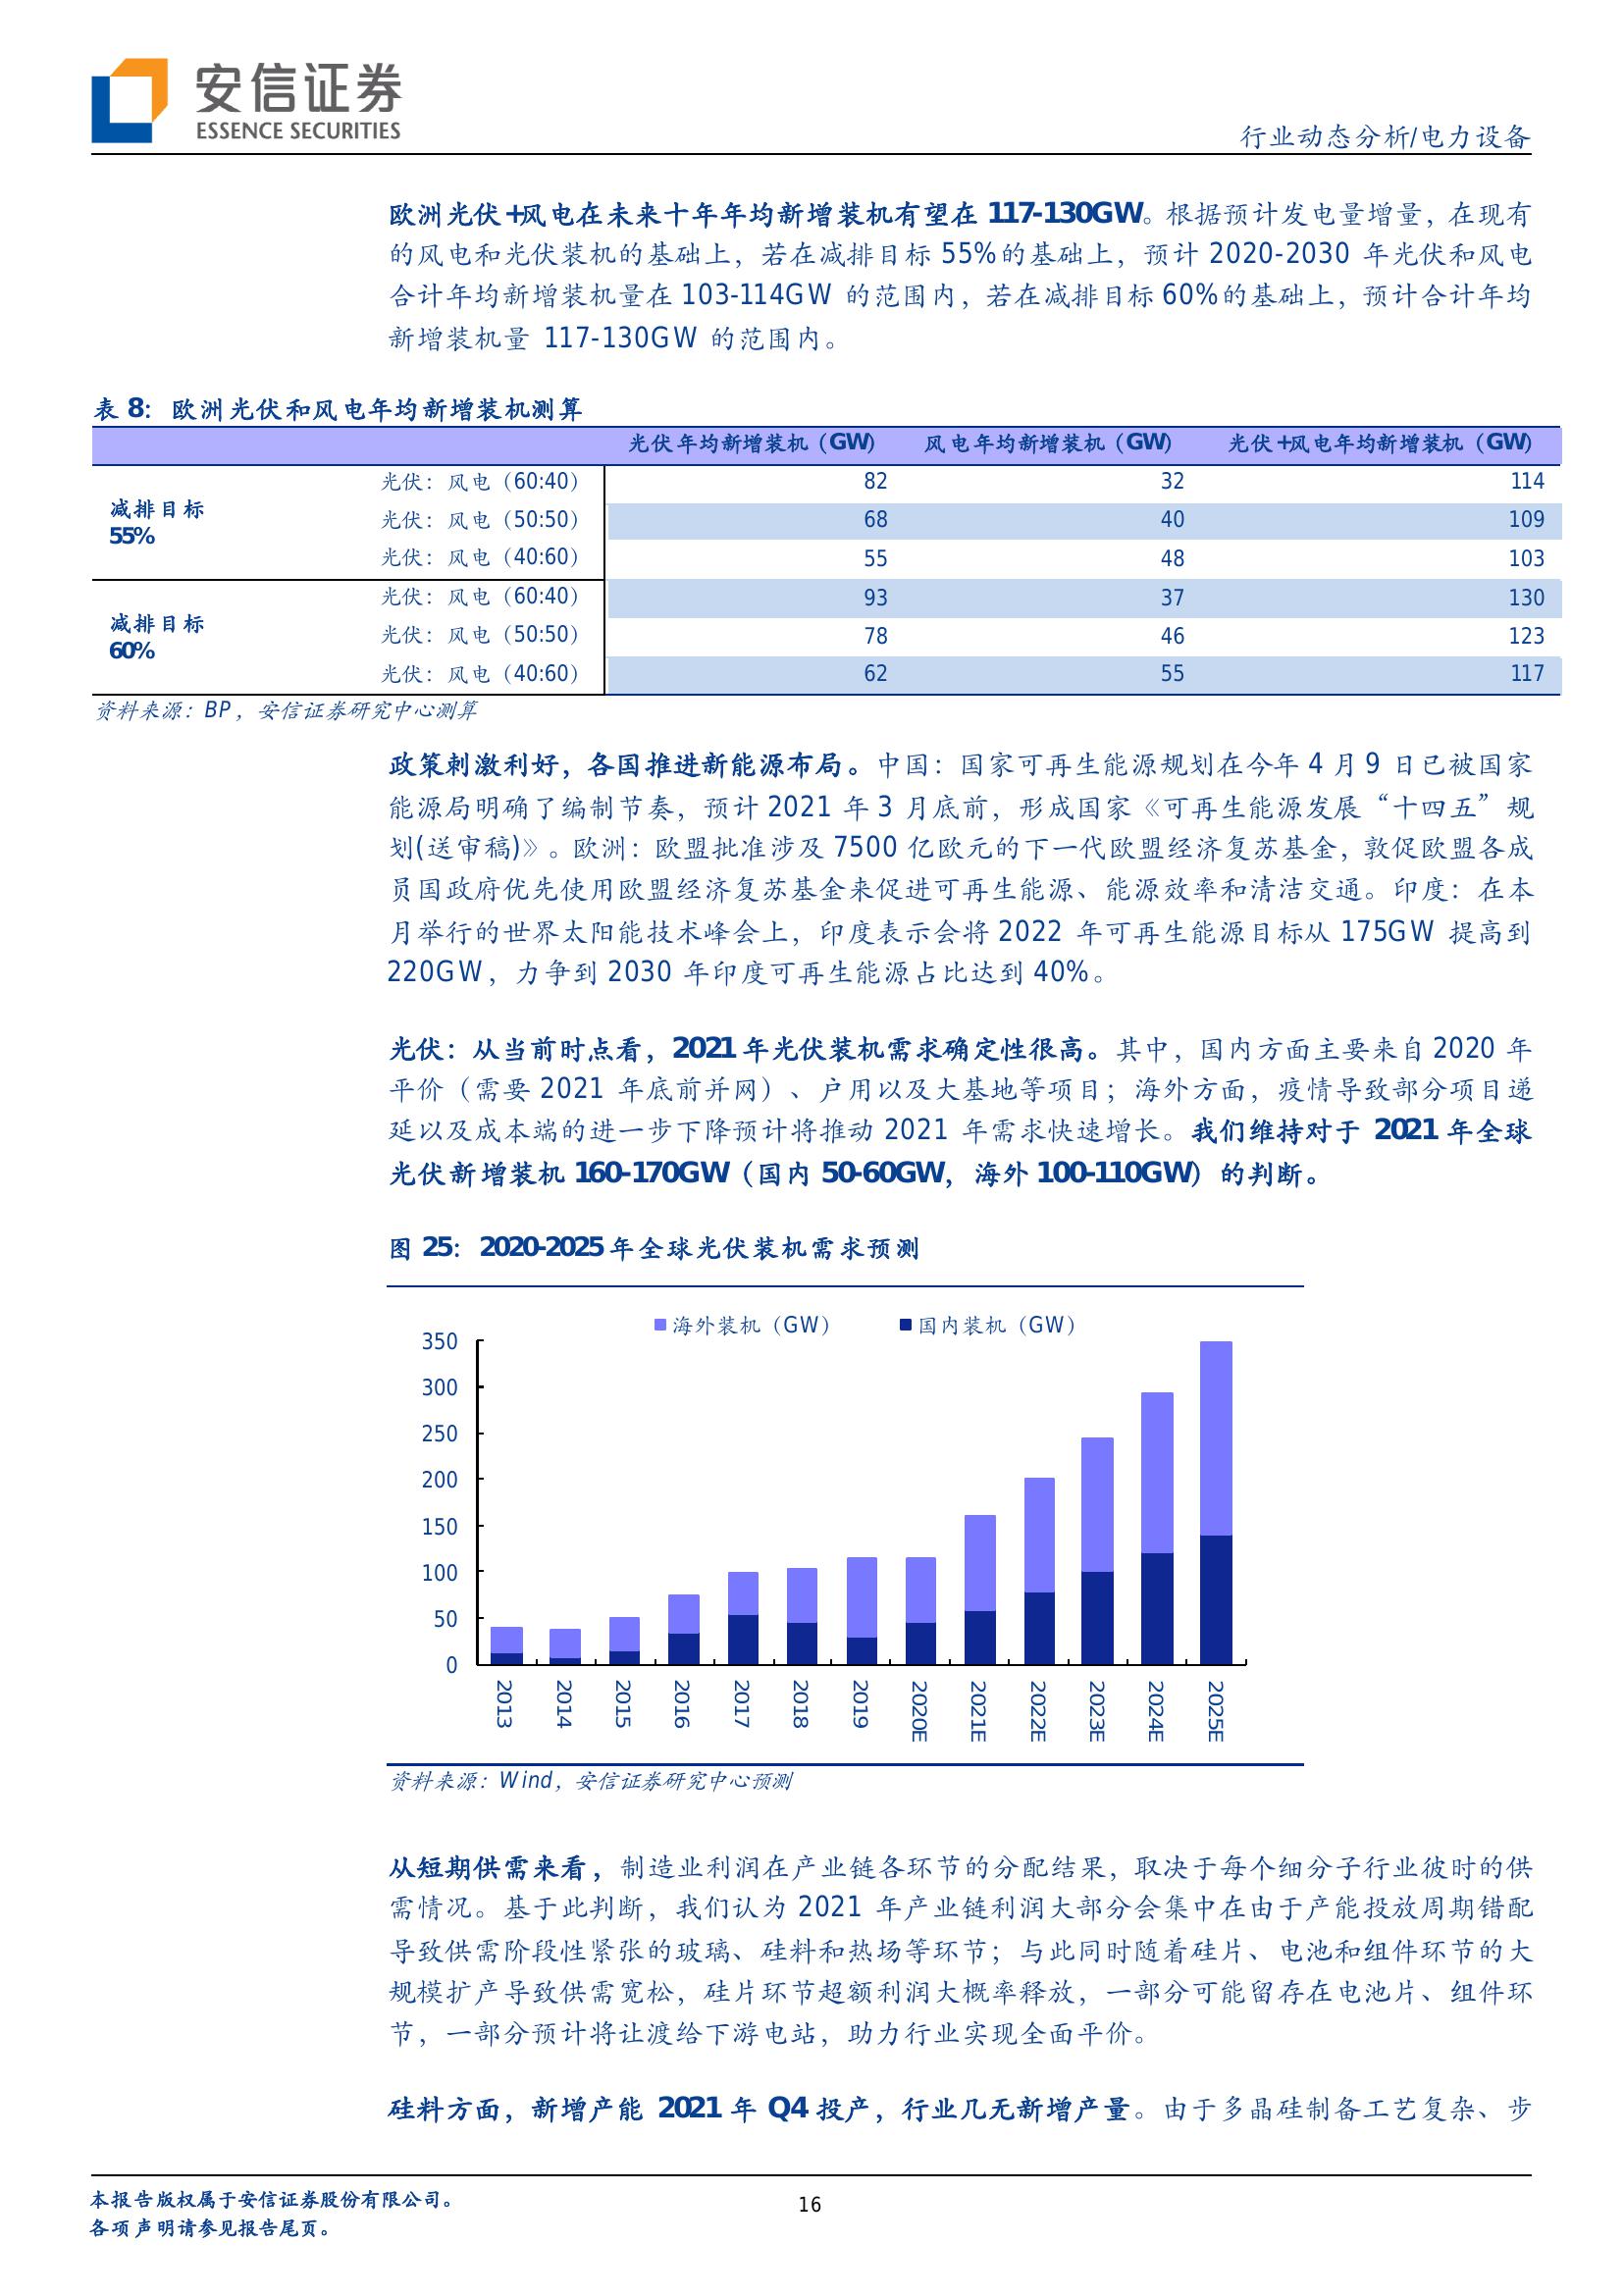 安信证券
ESSENCE SECURITIES
行业动态分析/电力设备
欧洲光伏+风电在未来十年年均新增装机有望在 117-130GW。根据预计发电量增量，在现有
的风电和光伏装机的基础上，若在减排目标 55%的基础上，预计 2020-2030 年光伏和风电
合计年均新增装机量在 103-114GW 的范围内，若在减排目标 60%的基础上，预计合计年均
新增装机量 117-130GW 的范围内。
表 8：欧洲光伏和风电年均新增装机测算
光伏年均新增装机（GW） 风电年均新增装机（GW） 光伏+风电年均新增装机（GW）
减排目标
55%
光伏：风电（60:40） 82 32 114
光伏：风电（50:50） 68 40 109
光伏：风电（40:60） 55 48 103
减排目标
60%
光伏：风电（60:40） 93 37 130
光伏：风电（50:50） 78 46 123
光伏：风电（40:60） 62 55 117
资料来源：BP，安信证券研究中心测算
政策刺激利好，各国推进新能源布局。中国：国家可再生能源规划在今年 4 月 9 日已被国家
能源局明确了编制节奏，预计 2021 年 3 月底前，形成国家《可再生能源发展“十四五”规
划(送审稿)》。欧洲：欧盟批准涉及 7500 亿欧元的下一代欧盟经济复苏基金，敦促欧盟各成
员国政府优先使用欧盟经济复苏基金来促进可再生能源、能源效率和清洁交通。印度：在本
月举行的世界太阳能技术峰会上，印度表示会将 2022 年可再生能源目标从 175GW 提高到
220GW，力争到 2030 年印度可再生能源占比达到 40%。
光伏：从当前时点看，2021 年光伏装机需求确定性很高。其中，国内方面主要来自 2020 年
平价（需要 2021 年底前并网）、户用以及大基地等项目；海外方面，疫情导致部分项目递
延以及成本端的进一步下降预计将推动 2021 年需求快速增长。我们维持对于 2021 年全球
光伏新增装机 160-170GW（国内 50-60GW，海外 100-110GW）的判断。
图 25：2020-2025 年全球光伏装机需求预测
海外装机（GW） 国内装机（GW）
350
300
250
200
150
100
50
0
2013 2014 2015 2016 2017 2018 2019 2020E 2021E 2022E 2023E 2024E 2025E
资料来源：Wind，安信证券研究中心预测
从短期供需来看，制造业利润在产业链各环节的分配结果，取决于每个细分子行业彼时的供
需情况。基于此判断，我们认为 2021 年产业链利润大部分会集中在由于产能投放周期错配
导致供需阶段性紧张的玻璃、硅料和热场等环节；与此同时随着硅片、电池和组件环节的大
规模扩产导致供需宽松，硅片环节超额利润大概率释放，一部分可能留存在电池片、组件环
节，一部分预计将让渡给下游电站，助力行业实现全面平价。
硅料方面，新增产能 2021 年 Q4 投产，行业几无新增产量。由于多晶硅制备工艺复杂、步
本报告版权属于安信证券股份有限公司。
各项声明请参见报告尾页。
16